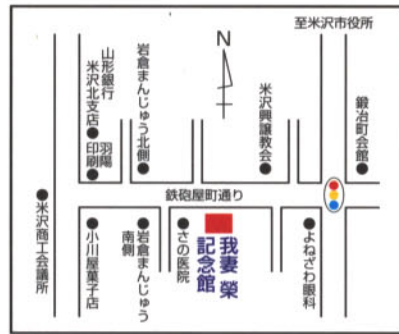 至米沢市役所
N
山形銀行
米沢北支店
羽陽
印刷
岩倉まんじゅう北側
米沢興譲教会
鍛冶町会館
鉄砲屋町通り
米沢商工会議所
小川屋菓子店
岩倉まんじゅう
南側
さの医院
我妻 榮
記念館
よねざわ眼科